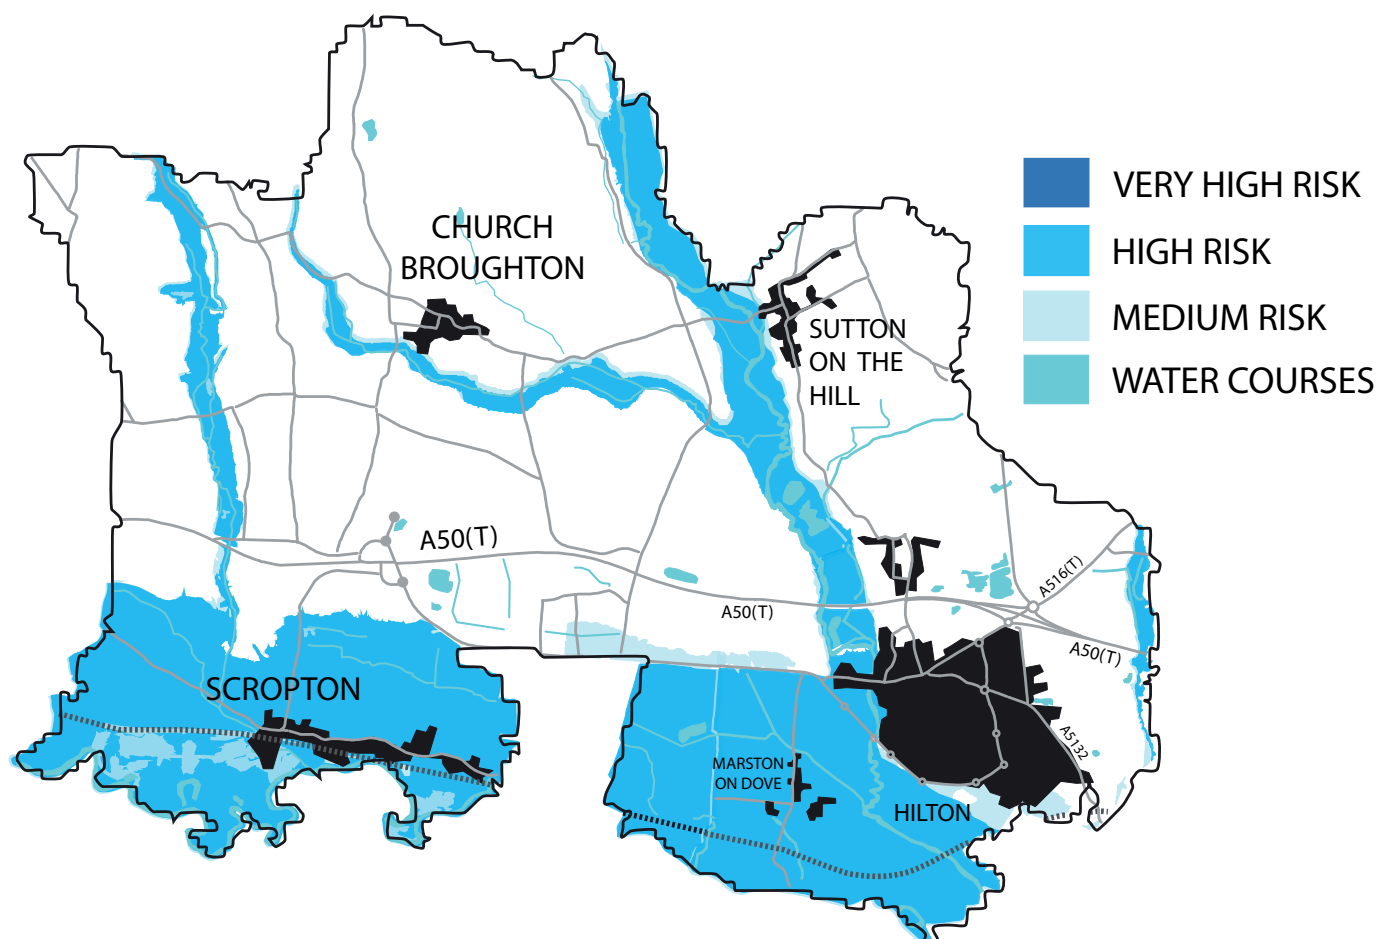 VERY HIGH RISK
HIGH RISK
MEDIUM RISK
WATER COURSES
CHURCH
BROUGHTON
SUTTON
ON THE
HILL
A50(T)
A516(T)
A50(T)
A50(T)
SCROPTON
A5132
MARSTON
ON DOVE
HILTON